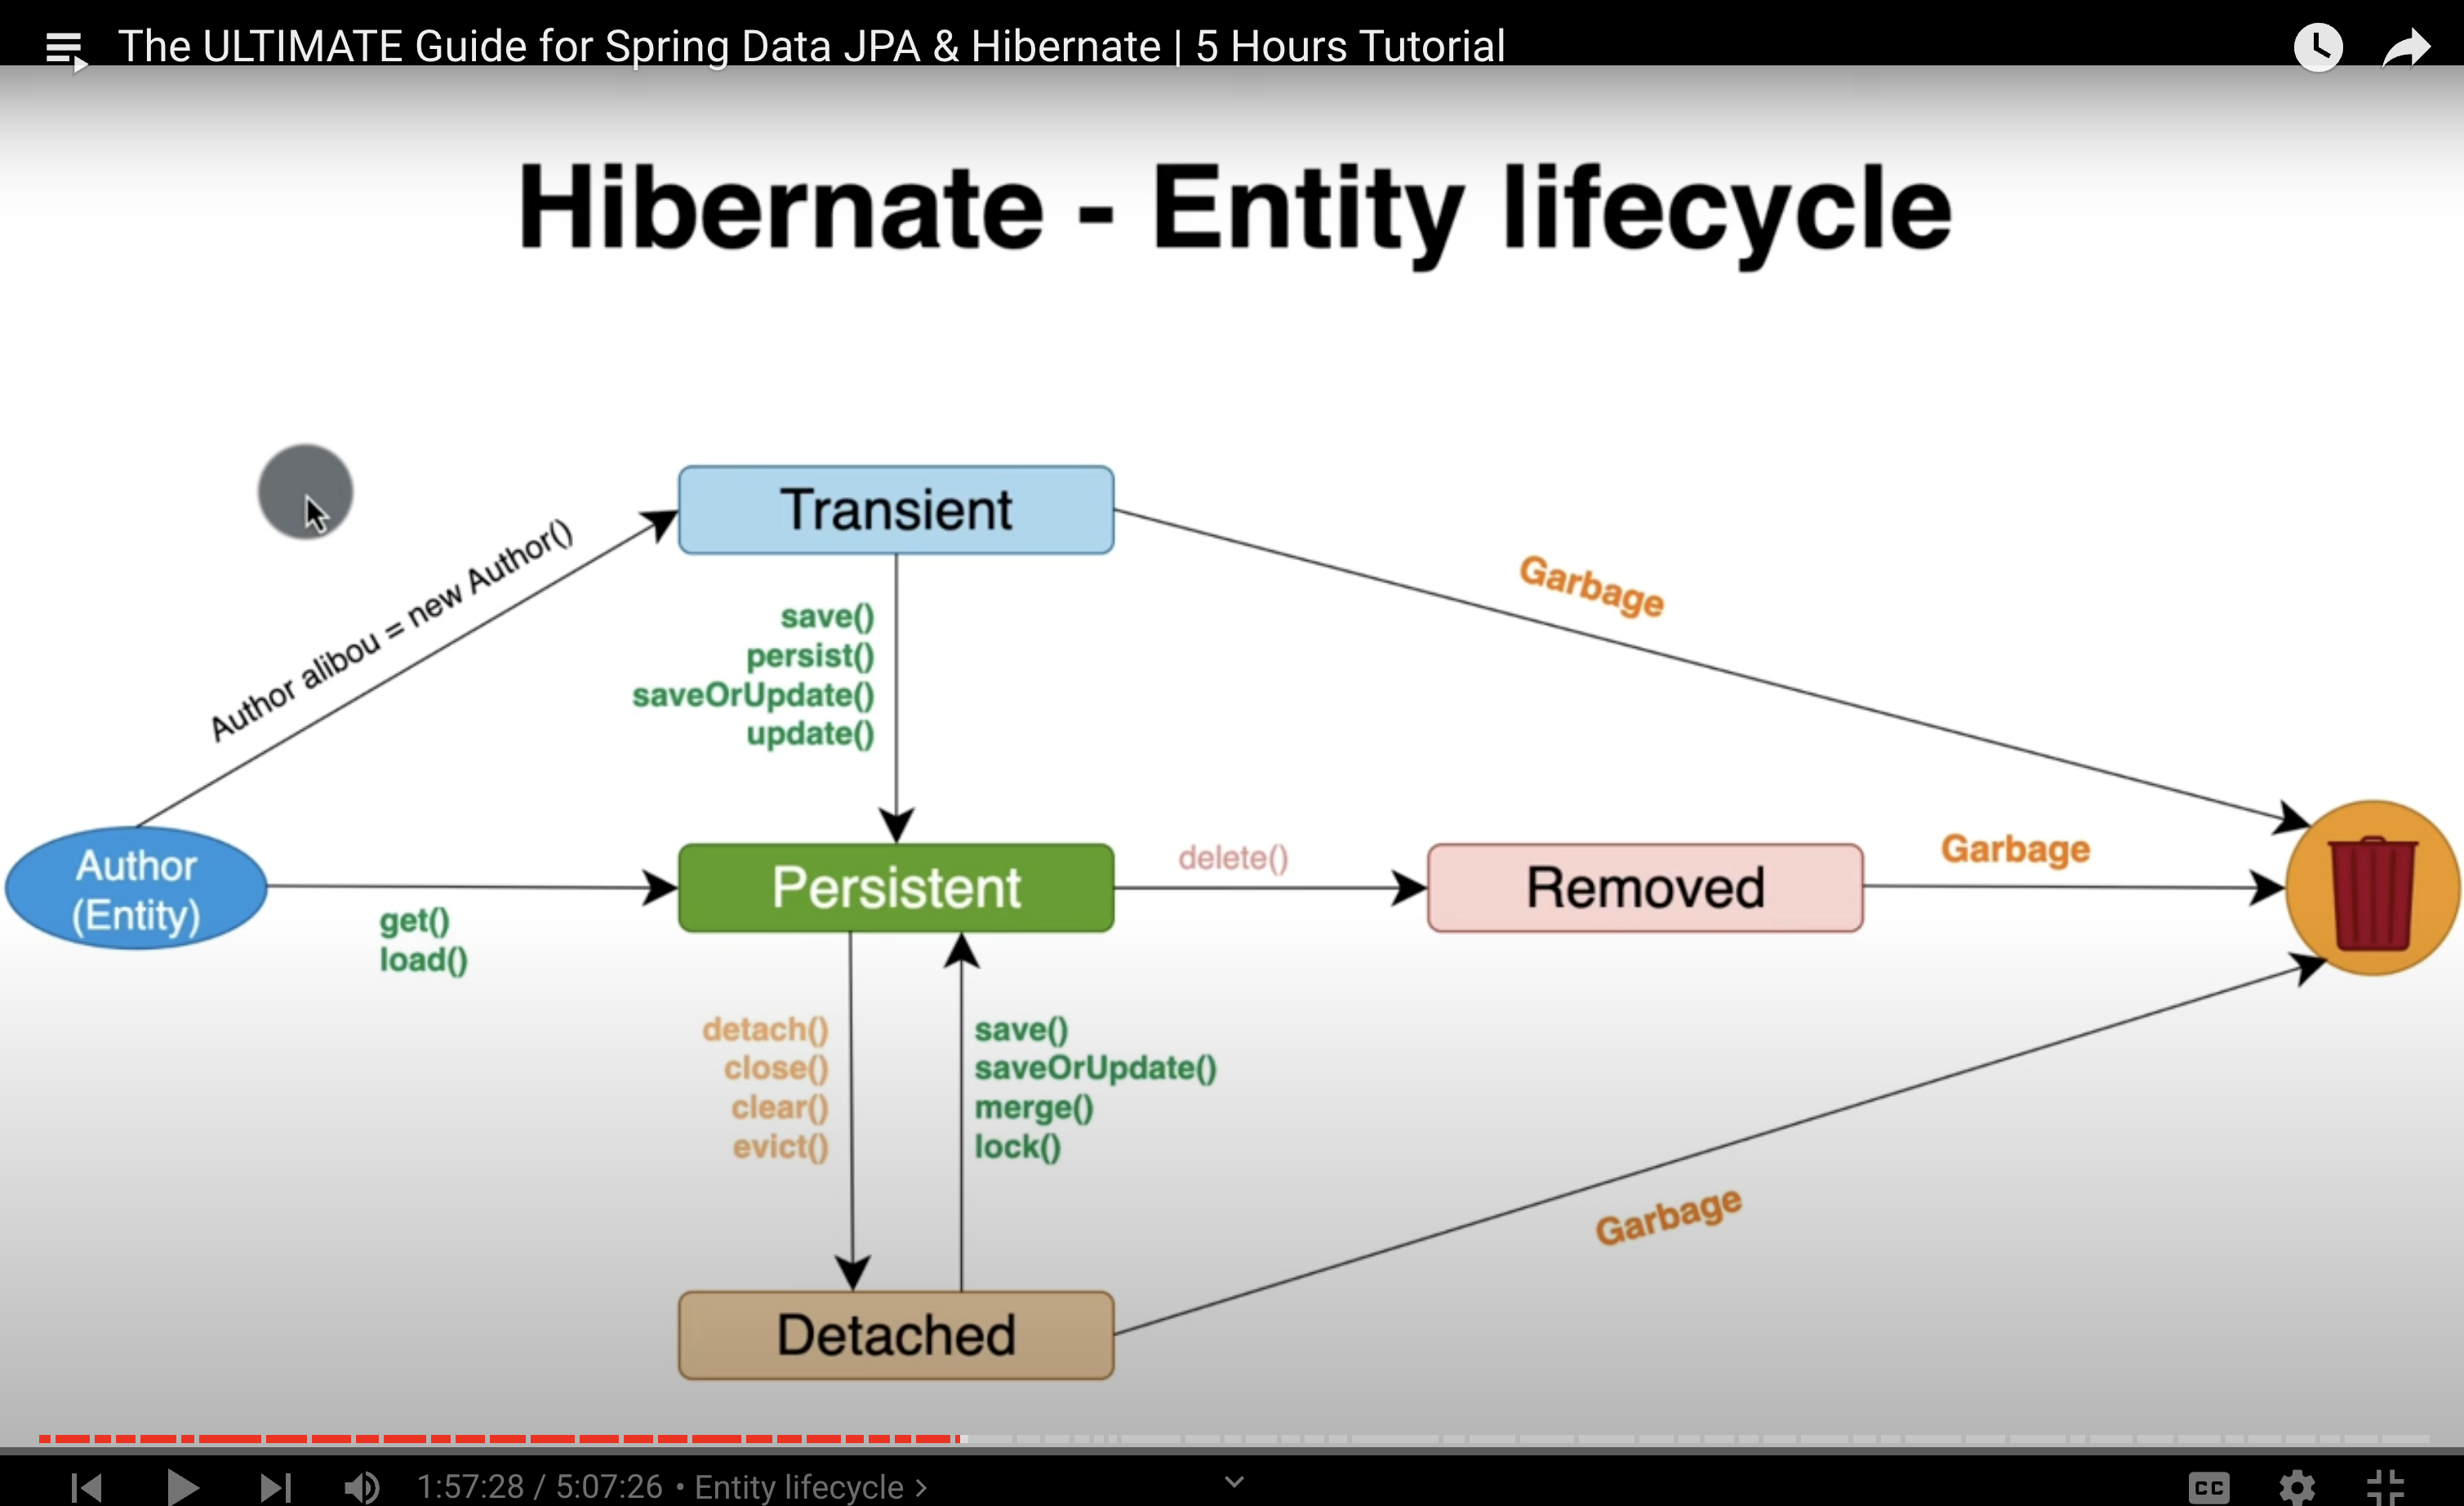 The ULTIMATE Guide for Spring Data JPA & Hibernate | 5 Hours Tutorial
Hibernate - Entity lifecycle
Author alibou = new Author()
Transient
Garbage
save()
persist()
saveOrUpdate()
update()
Author
(Entity)
get()
load()
Persistent
delete()
Removed
Garbage
detach()
close()
clear()
evict()
save()
saveOrUpdate()
merge()
lock()
Garbage
Detached
1:57:28 / 5:07:26 • Entity lifecycle >
CC